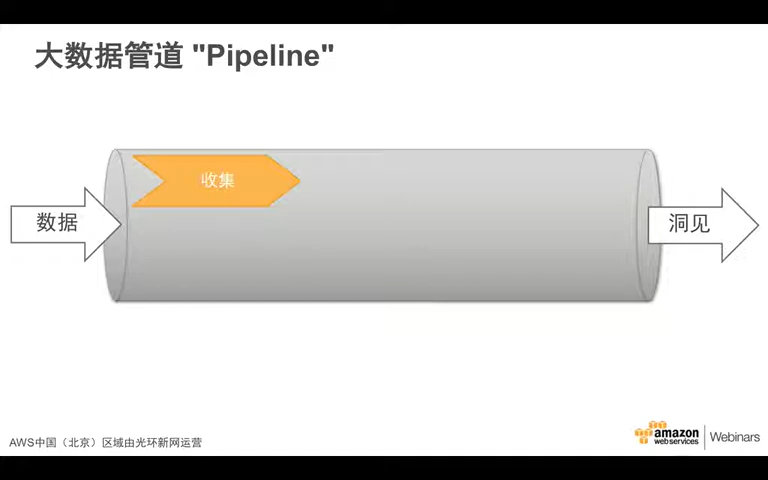 大数据管道 "Pipeline"
收集
数据
洞见
AWS中国（北京）区域由光环新网运营
amazon
web services
Webinars